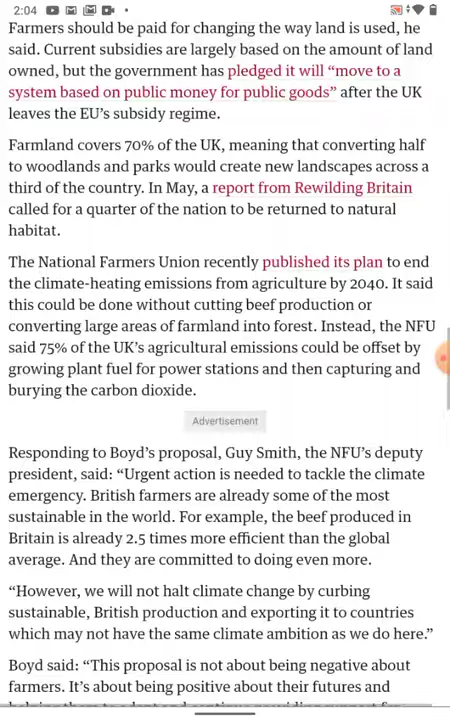 2:04
Farmers should be paid for changing the way land is used, he
said. Current subsidies are largely based on the amount of land
owned, but the government has pledged it will “move to a
system based on public money for public goods” after the UK
leaves the EU’s subsidy regime.
Farmland covers 70% of the UK, meaning that converting half
to woodlands and parks would create new landscapes across a
third of the country. In May, a report from Rewilding Britain
called for a quarter of the nation to be returned to natural
habitat.
The National Farmers Union recently published its plan to end
the climate-heating emissions from agriculture by 2040. It said
this could be done without cutting beef production or
converting large areas of farmland into forest. Instead, the NFU
said 75% of the UK’s agricultural emissions could be offset by
growing plant fuel for power stations and then capturing and
burying the carbon dioxide.
Advertisement
Responding to Boyd’s proposal, Guy Smith, the NFU’s deputy
president, said: “Urgent action is needed to tackle the climate
emergency. British farmers are already some of the most
sustainable in the world. For example, the beef produced in
Britain is already 2.5 times more efficient than the global
average. And they are committed to doing even more.
“However, we will not halt climate change by curbing
sustainable, British production and exporting it to countries
which may not have the same climate ambition as we do here.”
Boyd said: “This proposal is not about being negative about
farmers. It’s about being positive about their futures and